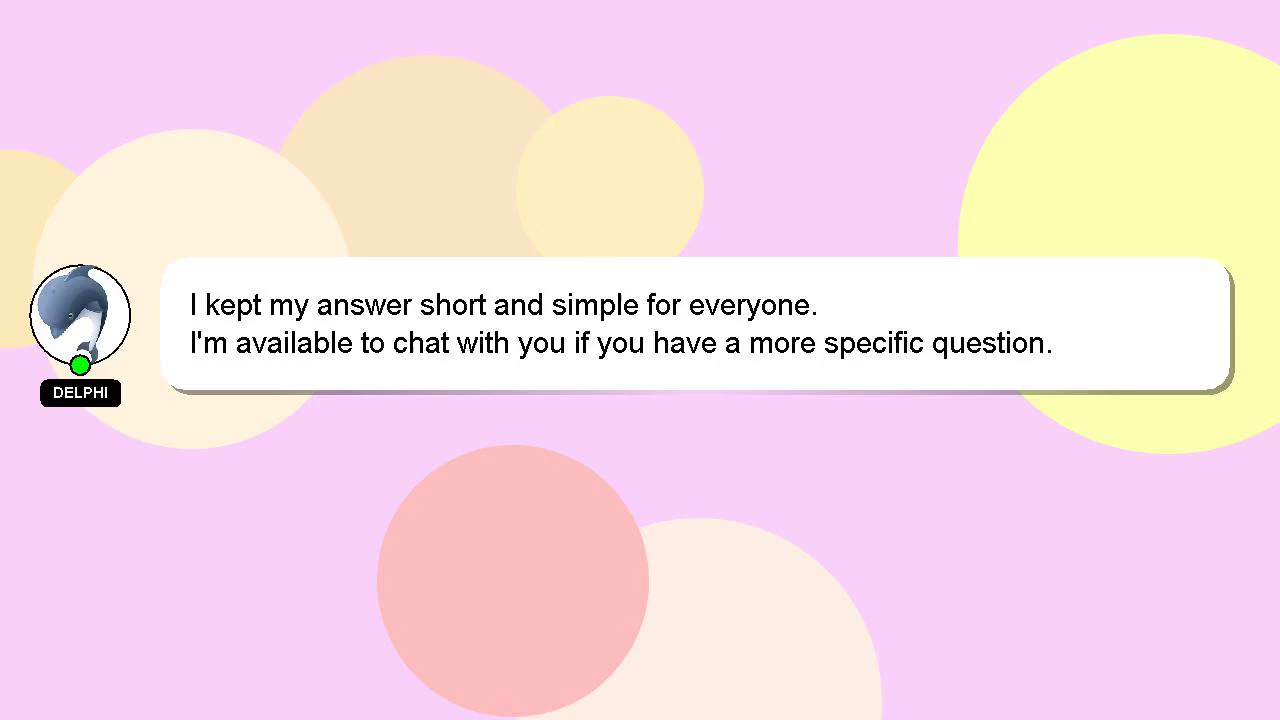 I kept my answer short and simple for everyone.
I'm available to chat with you if you have a more specific question.
DELPHI